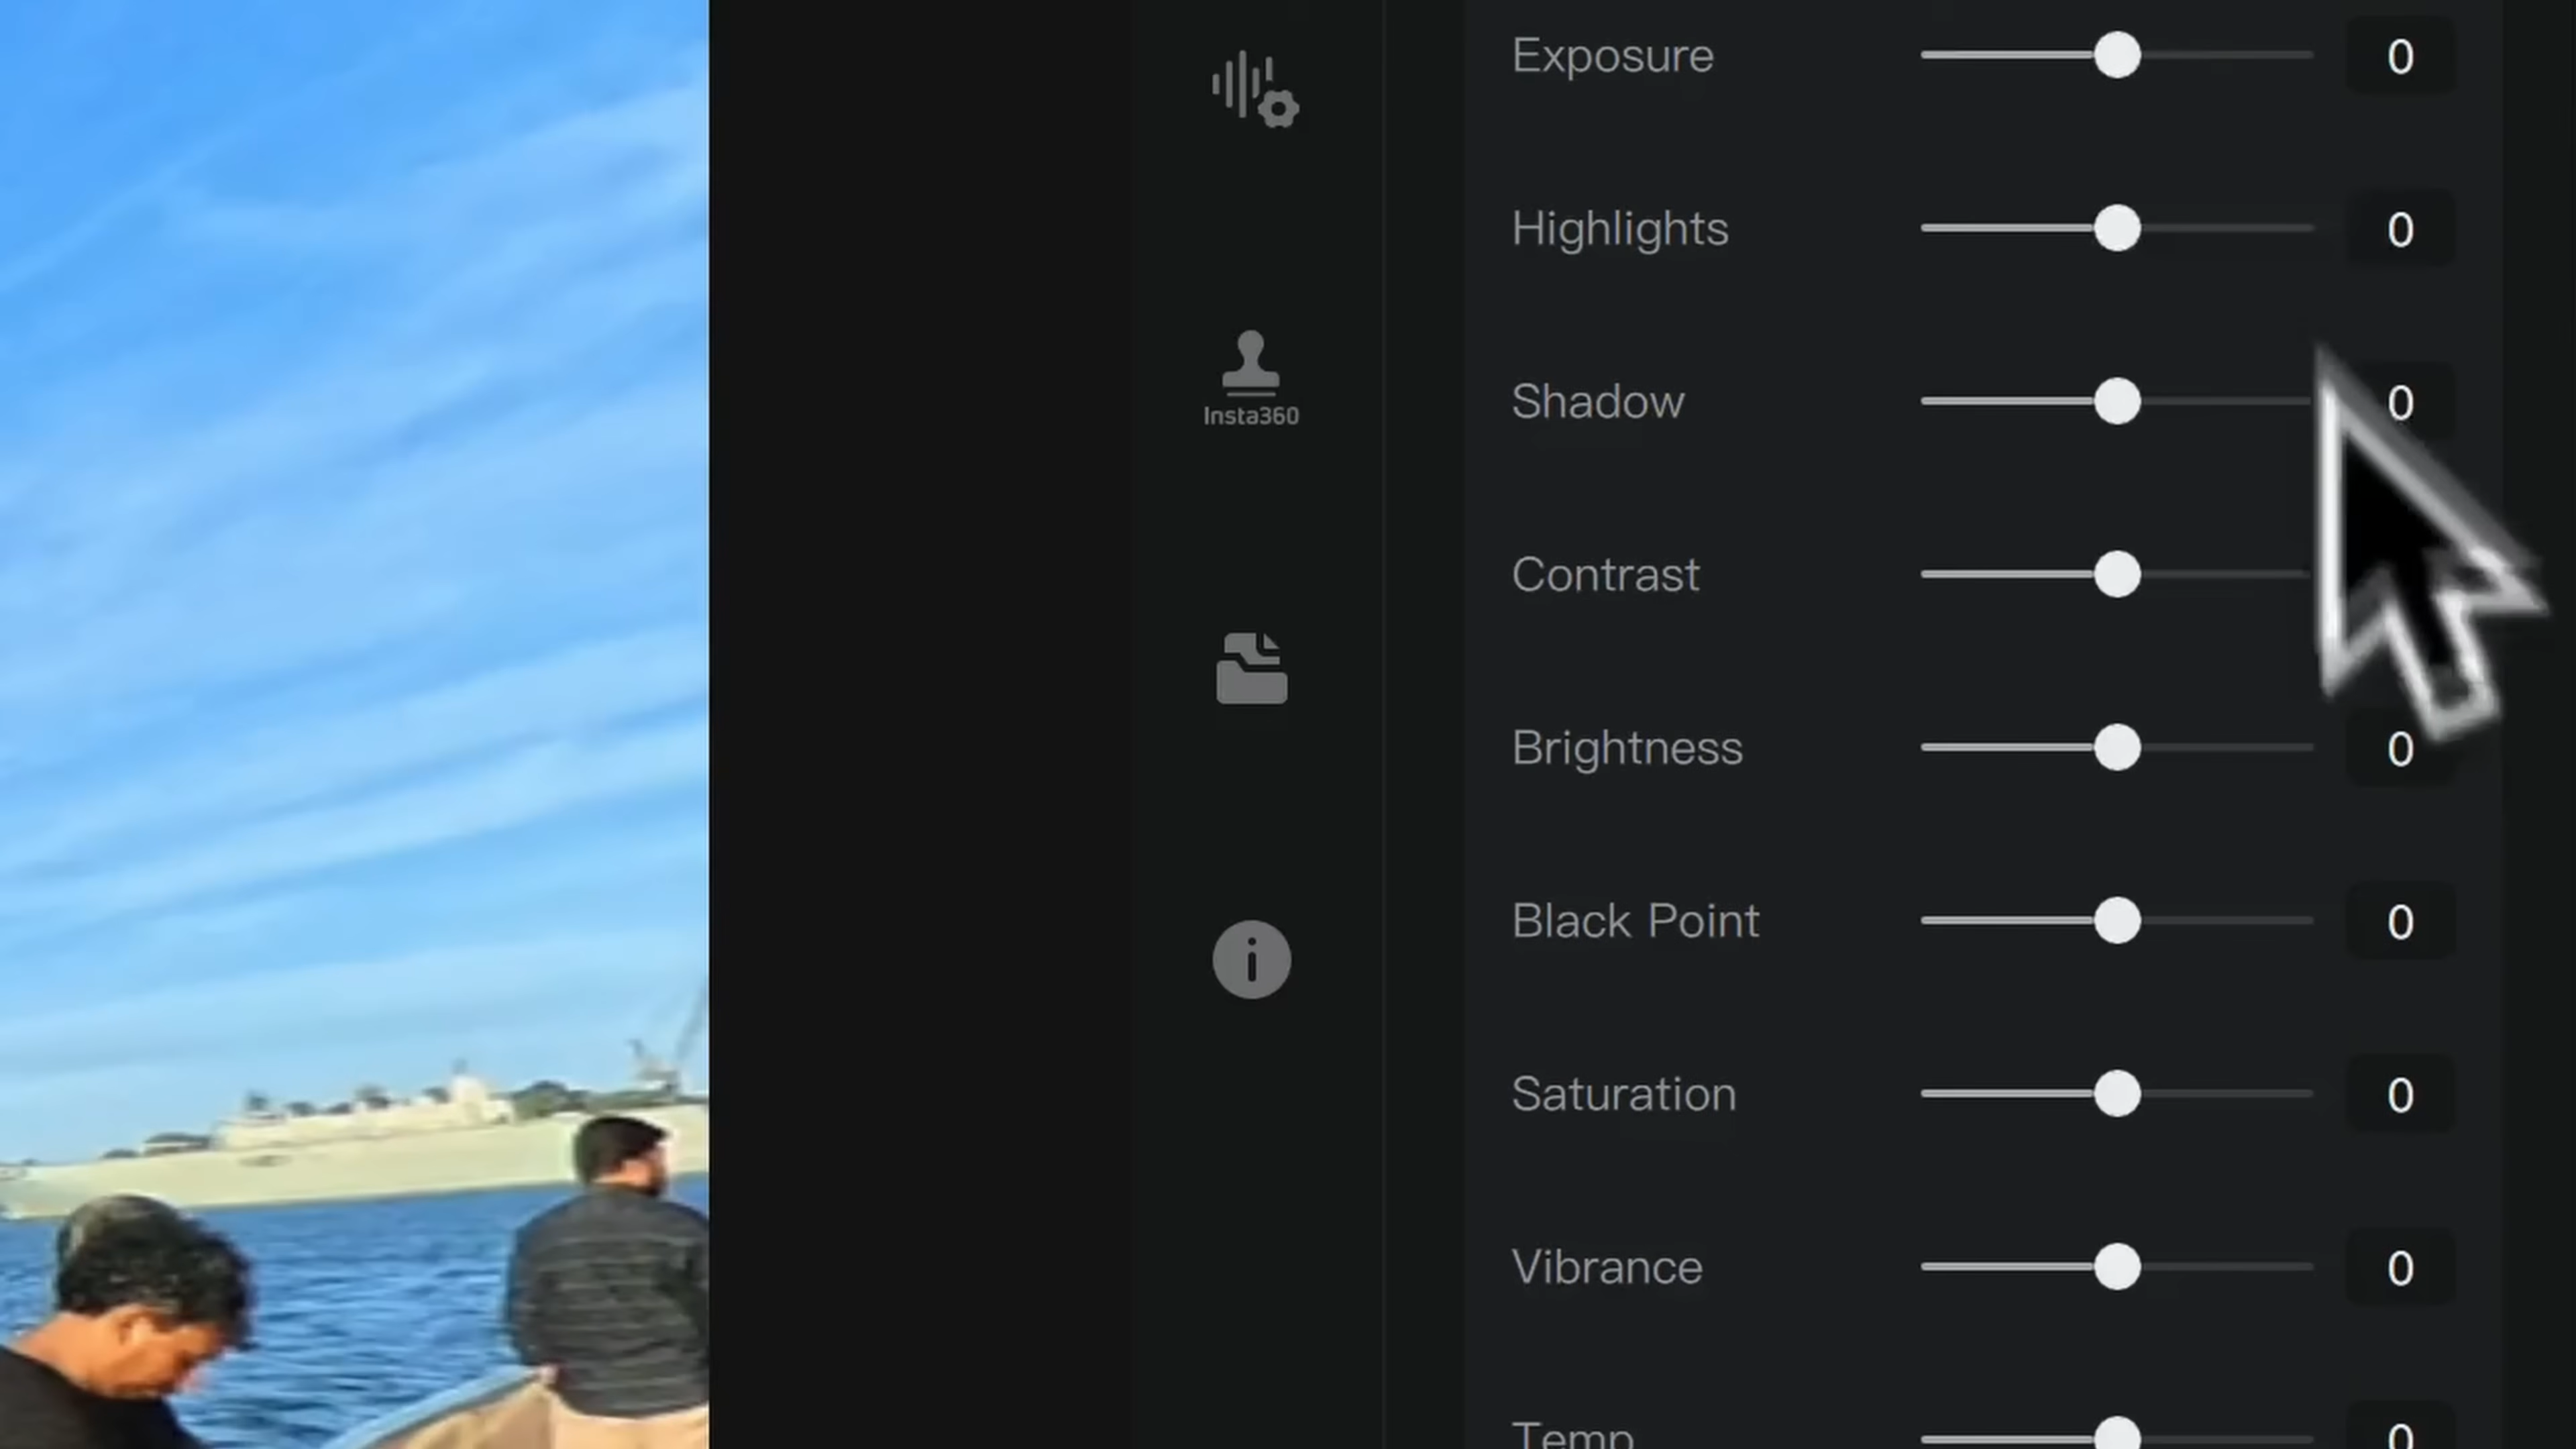 Exposure 0
Highlights 0
Insta360
Shadow 0
Contrast
Brightness 0
Black Point 0
Saturation 0
Vibrance 0
Temp 0